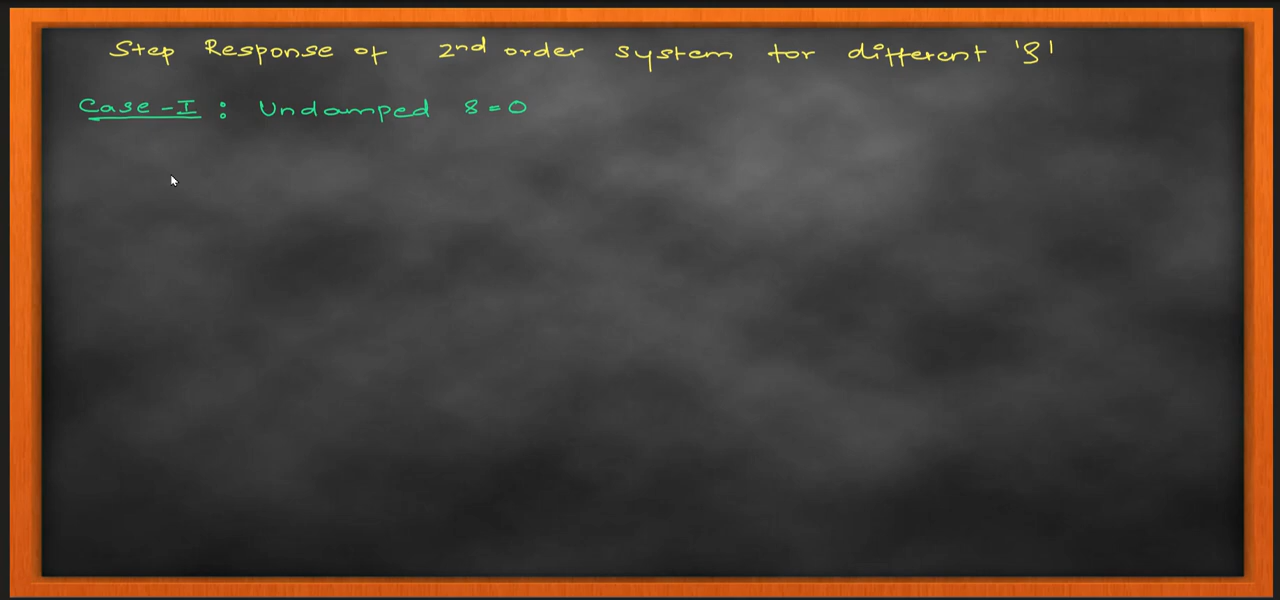 Step Response of 2nd order system for different 'ξ'
Case-I : Undamped ξ = 0